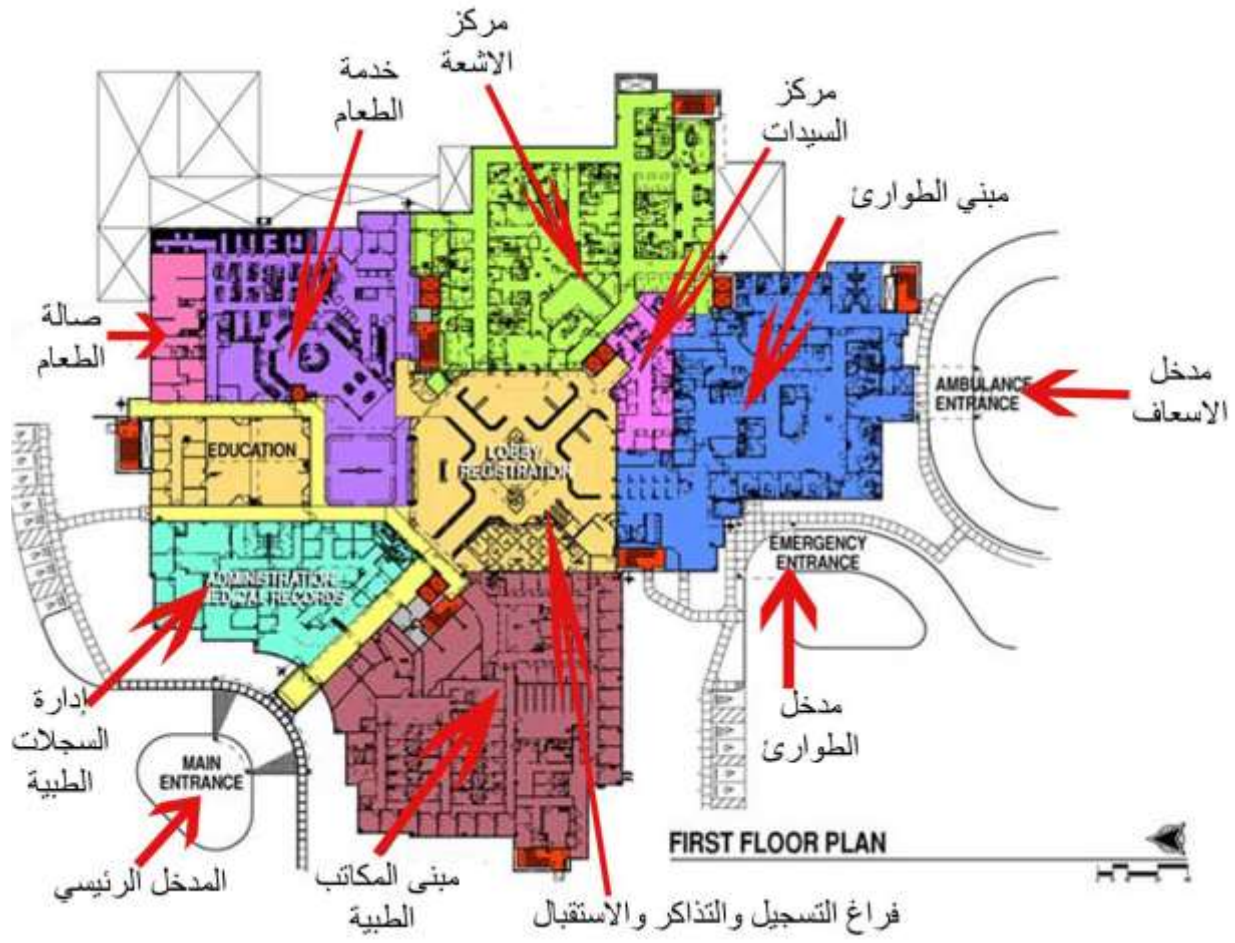 مركز
الاشعة
خدمة
الطعام
مركز
السيدات
مبني الطوارئ
صالة
الطعام
AMBULANCE
ENTRANCE
مدخل
الاسعاف
EDUCATION
LOBBY
REGISTRATION
EMERGENCY
ENTRANCE
ADMINISTRATION
MEDICAL RECORDS
إدارة
السجلات
الطبية
مدخل
الطوارئ
MAIN
ENTRANCE
FIRST FLOOR PLAN
المدخل الرئيسي
مبنى المكاتب
الطبية
فراغ التسجيل والتذاكر والاستقبال